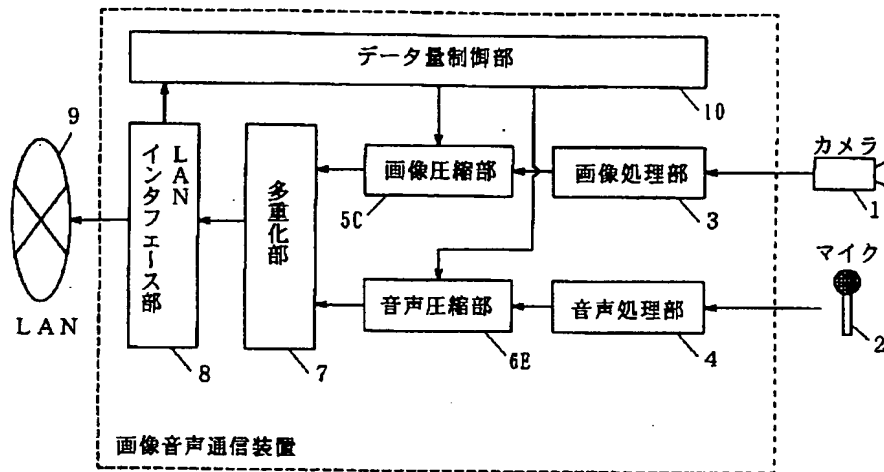 データ量制御部
10
9
LAN
インタフェース部
多重化部
画像圧縮部
5C
画像処理部
3
カメラ
1
マイク
音声圧縮部
6E
音声処理部
4
2
LAN
8
7
画像音声通信装置